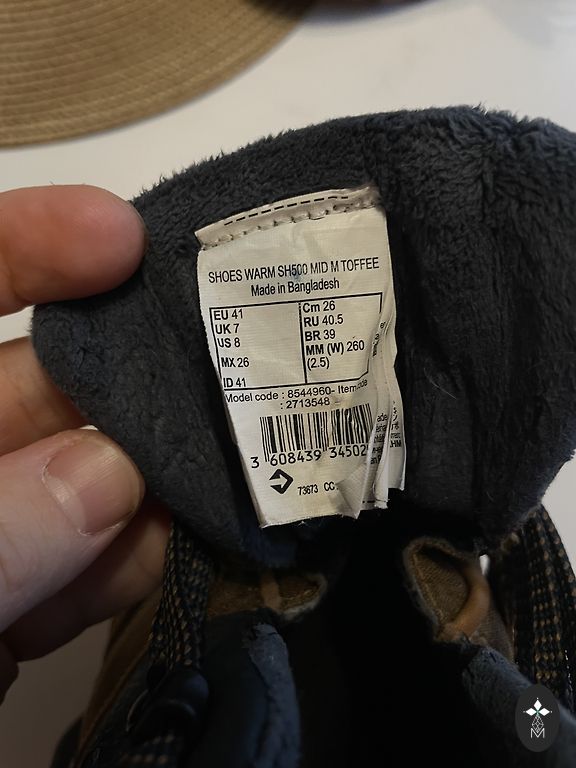 SHOES WARM SH500 MID M TOFFEE
Made in Bangladesh
EU 41
UK 7
US 8
MX 26
ID 41
Cm 26
RU 40.5
BR 39
MM (W) 260
(2.5)
Model code : 8544960- Item code
: 2713548
3 608439 34502
73673 CC
M